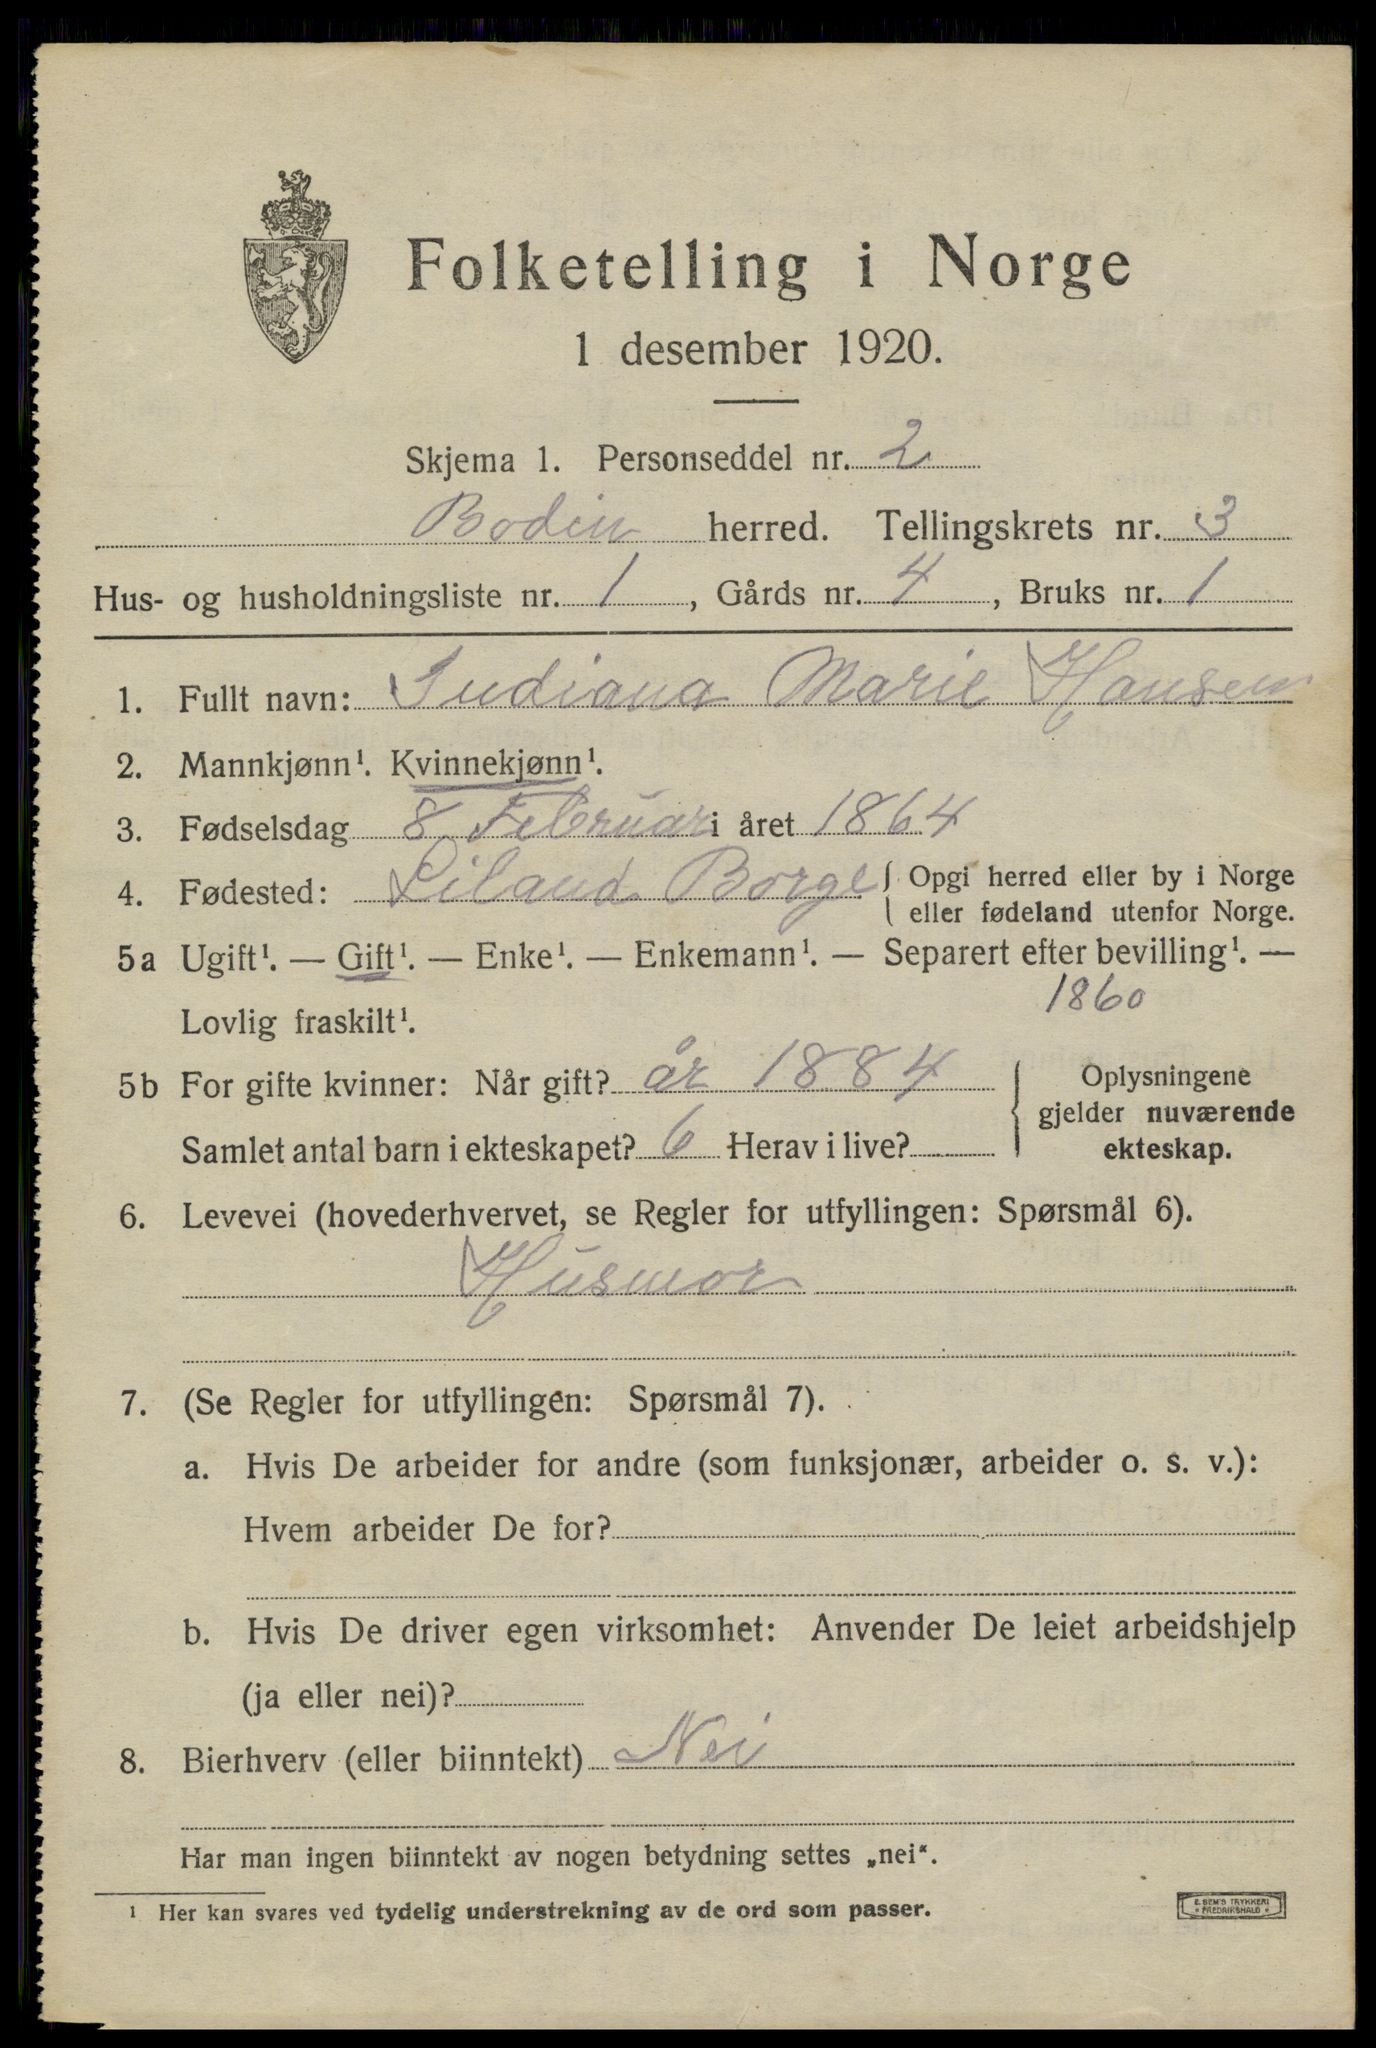 Folketelling i Norge
1 desember 1920.
Skjema 1. Personseddel nr. 2
Bodin herred. Tellingskrets nr. 3
Hus- og husholdningsliste nr. 1, Gårds nr. 4, Bruks nr. 1
1. Fullt navn: Indiana Marie Hansen
2. Mannkjønn¹. Kvinnekjønn¹.
3. Fødselsdag 8 Februar i året 1864
4. Fødested: Liland Borge { Opgi herred eller by i Norge
eller fødeland utenfor Norge.
5a Ugift¹. — Gift¹. — Enke¹. — Enkemann¹. — Separert efter bevilling¹. —
Lovlig fraskilt¹. 1860
5b For gifte kvinner: Når gift? år 1884 { Oplysningene
gjelder nuværende
Samlet antal barn i ekteskapet? 6 Herav i live? ekteskap.
6. Levevei (hovederhvervet, se Regler for utfyllingen: Spørsmål 6).
Husmor
7. (Se Regler for utfyllingen: Spørsmål 7).
a. Hvis De arbeider for andre (som funksjonær, arbeider o. s. v.):
Hvem arbeider De for?
b. Hvis De driver egen virksomhet: Anvender De leiet arbeidshjelp
(ja eller nei)?
8. Bierhverv (eller biinntekt) Nei
Har man ingen biinntekt av nogen betydning settes „nei“.
¹ Her kan svares ved tydelig understrekning av de ord som passer.
E. SEM'S TRYKKERI
* FREDRIKSHALD *